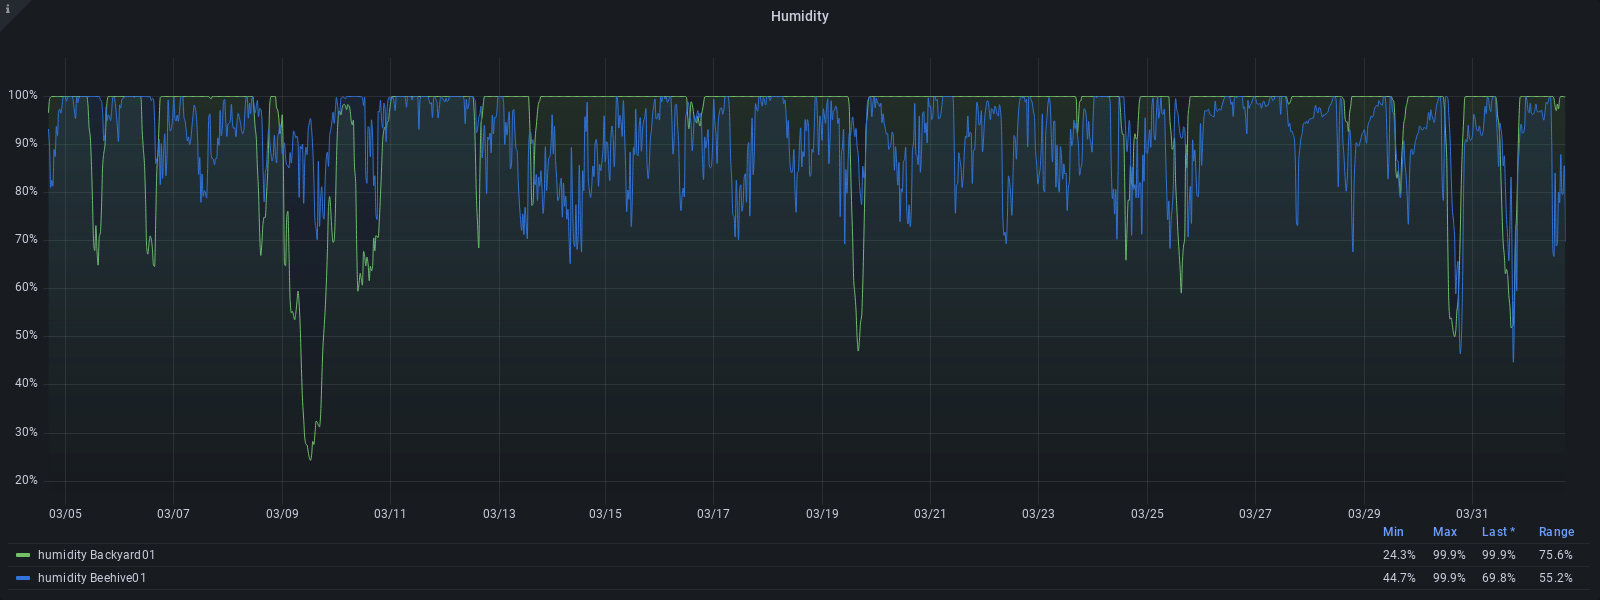 i
Humidity
100%
90%
80%
70%
60%
50%
40%
30%
20%
03/05 03/07 03/09 03/11 03/13 03/15 03/17 03/19 03/21 03/23 03/25 03/27 03/29 03/31
Min Max Last * Range
humidity Backyard01 24.3% 99.9% 99.9% 75.6%
humidity Beehive01 44.7% 99.9% 69.8% 55.2%